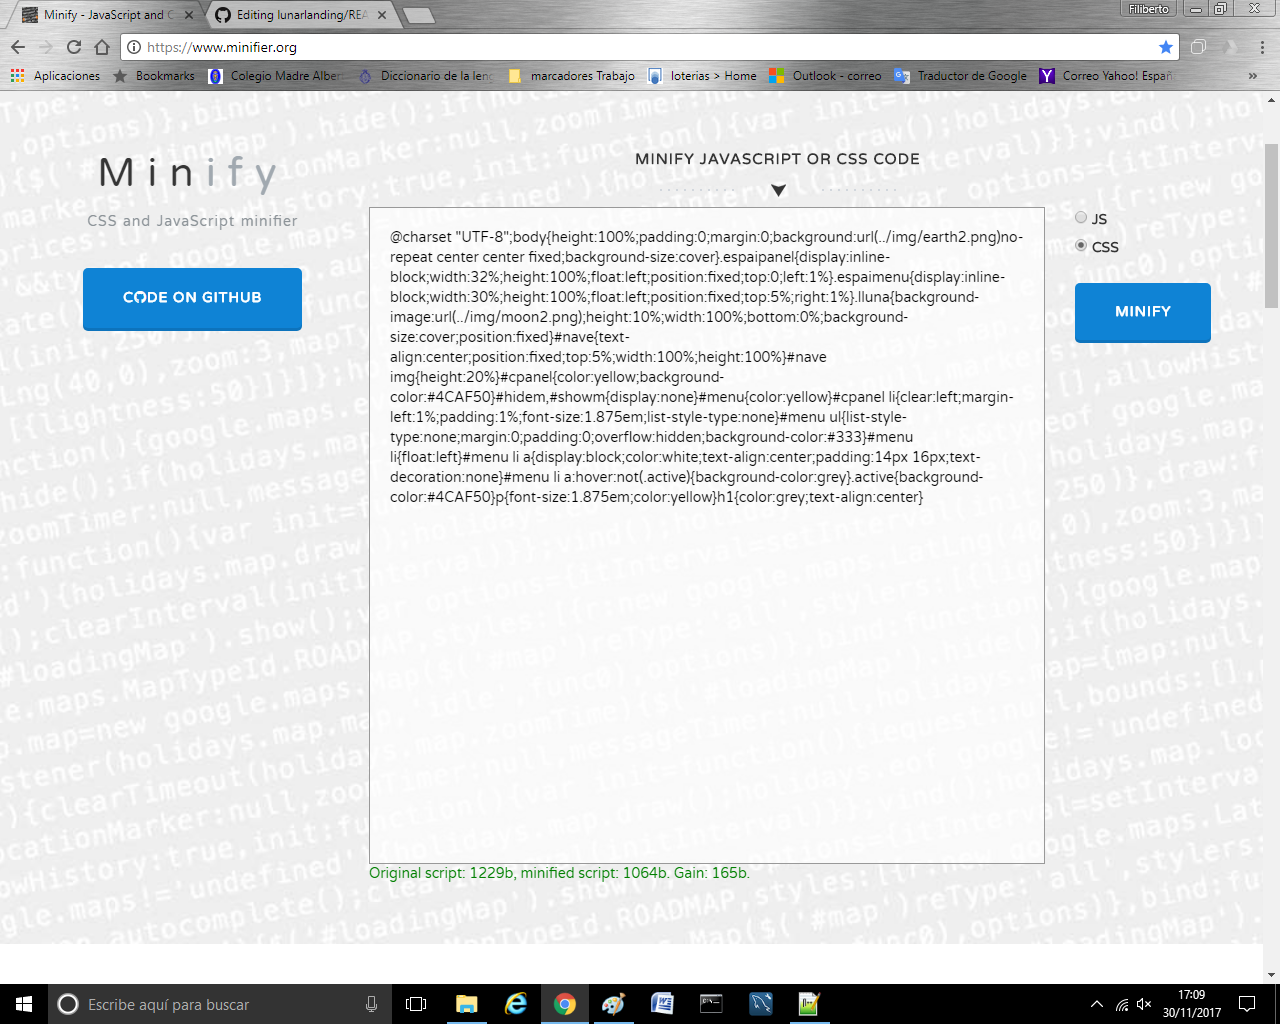 Minify - JavaScript and C
Editing lunarlanding/REA
Filiberto
https://www.minifier.org
Aplicaciones
Bookmarks
Colegio Madre Alber
Diccionario de la leng
marcadores Trabajo
loterias > Home
Outlook - correo
Traductor de Google
Correo Yahoo! Españ
»
Minify
CSS and JavaScript minifier
CODE ON GITHUB
MINIFY JAVASCRIPT OR CSS CODE
@charset "UTF-8";body{height:100%;padding:0;margin:0;background:url(../img/earth2.png)no-
repeat center center fixed;background-size:cover}.espaipanel{display:inline-
block;width:32%;height:100%;float:left;position:fixed;top:0;left:1%}.espaimenu{display:inline-
block;width:30%;height:100%;float:left;position:fixed;top:5%;right:1%}.lluna{background-
image:url(../img/moon2.png);height:10%;width:100%;bottom:0%;background-
size:cover;position:fixed}#nave{text-
align:center;position:fixed;top:5%;width:100%;height:100%}#nave
img{height:20%}#cpanel{color:yellow;background-
color:#4CAF50}#hidem,#showm{display:none}#menu{color:yellow}#cpanel li{clear:left;margin-
left:1%;padding:1%;font-size:1.875em;list-style-type:none}#menu ul{list-style-
type:none;margin:0;padding:0;overflow:hidden;background-color:#333}#menu
li{float:left}#menu li a{display:block;color:white;text-align:center;padding:14px 16px;text-
decoration:none}#menu li a:hover:not(.active){background-color:grey}.active{background-
color:#4CAF50}p{font-size:1.875em;color:yellow}h1{color:grey;text-align:center}
Original script: 1229b, minified script: 1064b. Gain: 165b.
JS
CSS
MINIFY
Escribe aquí para buscar
17:09
30/11/2017